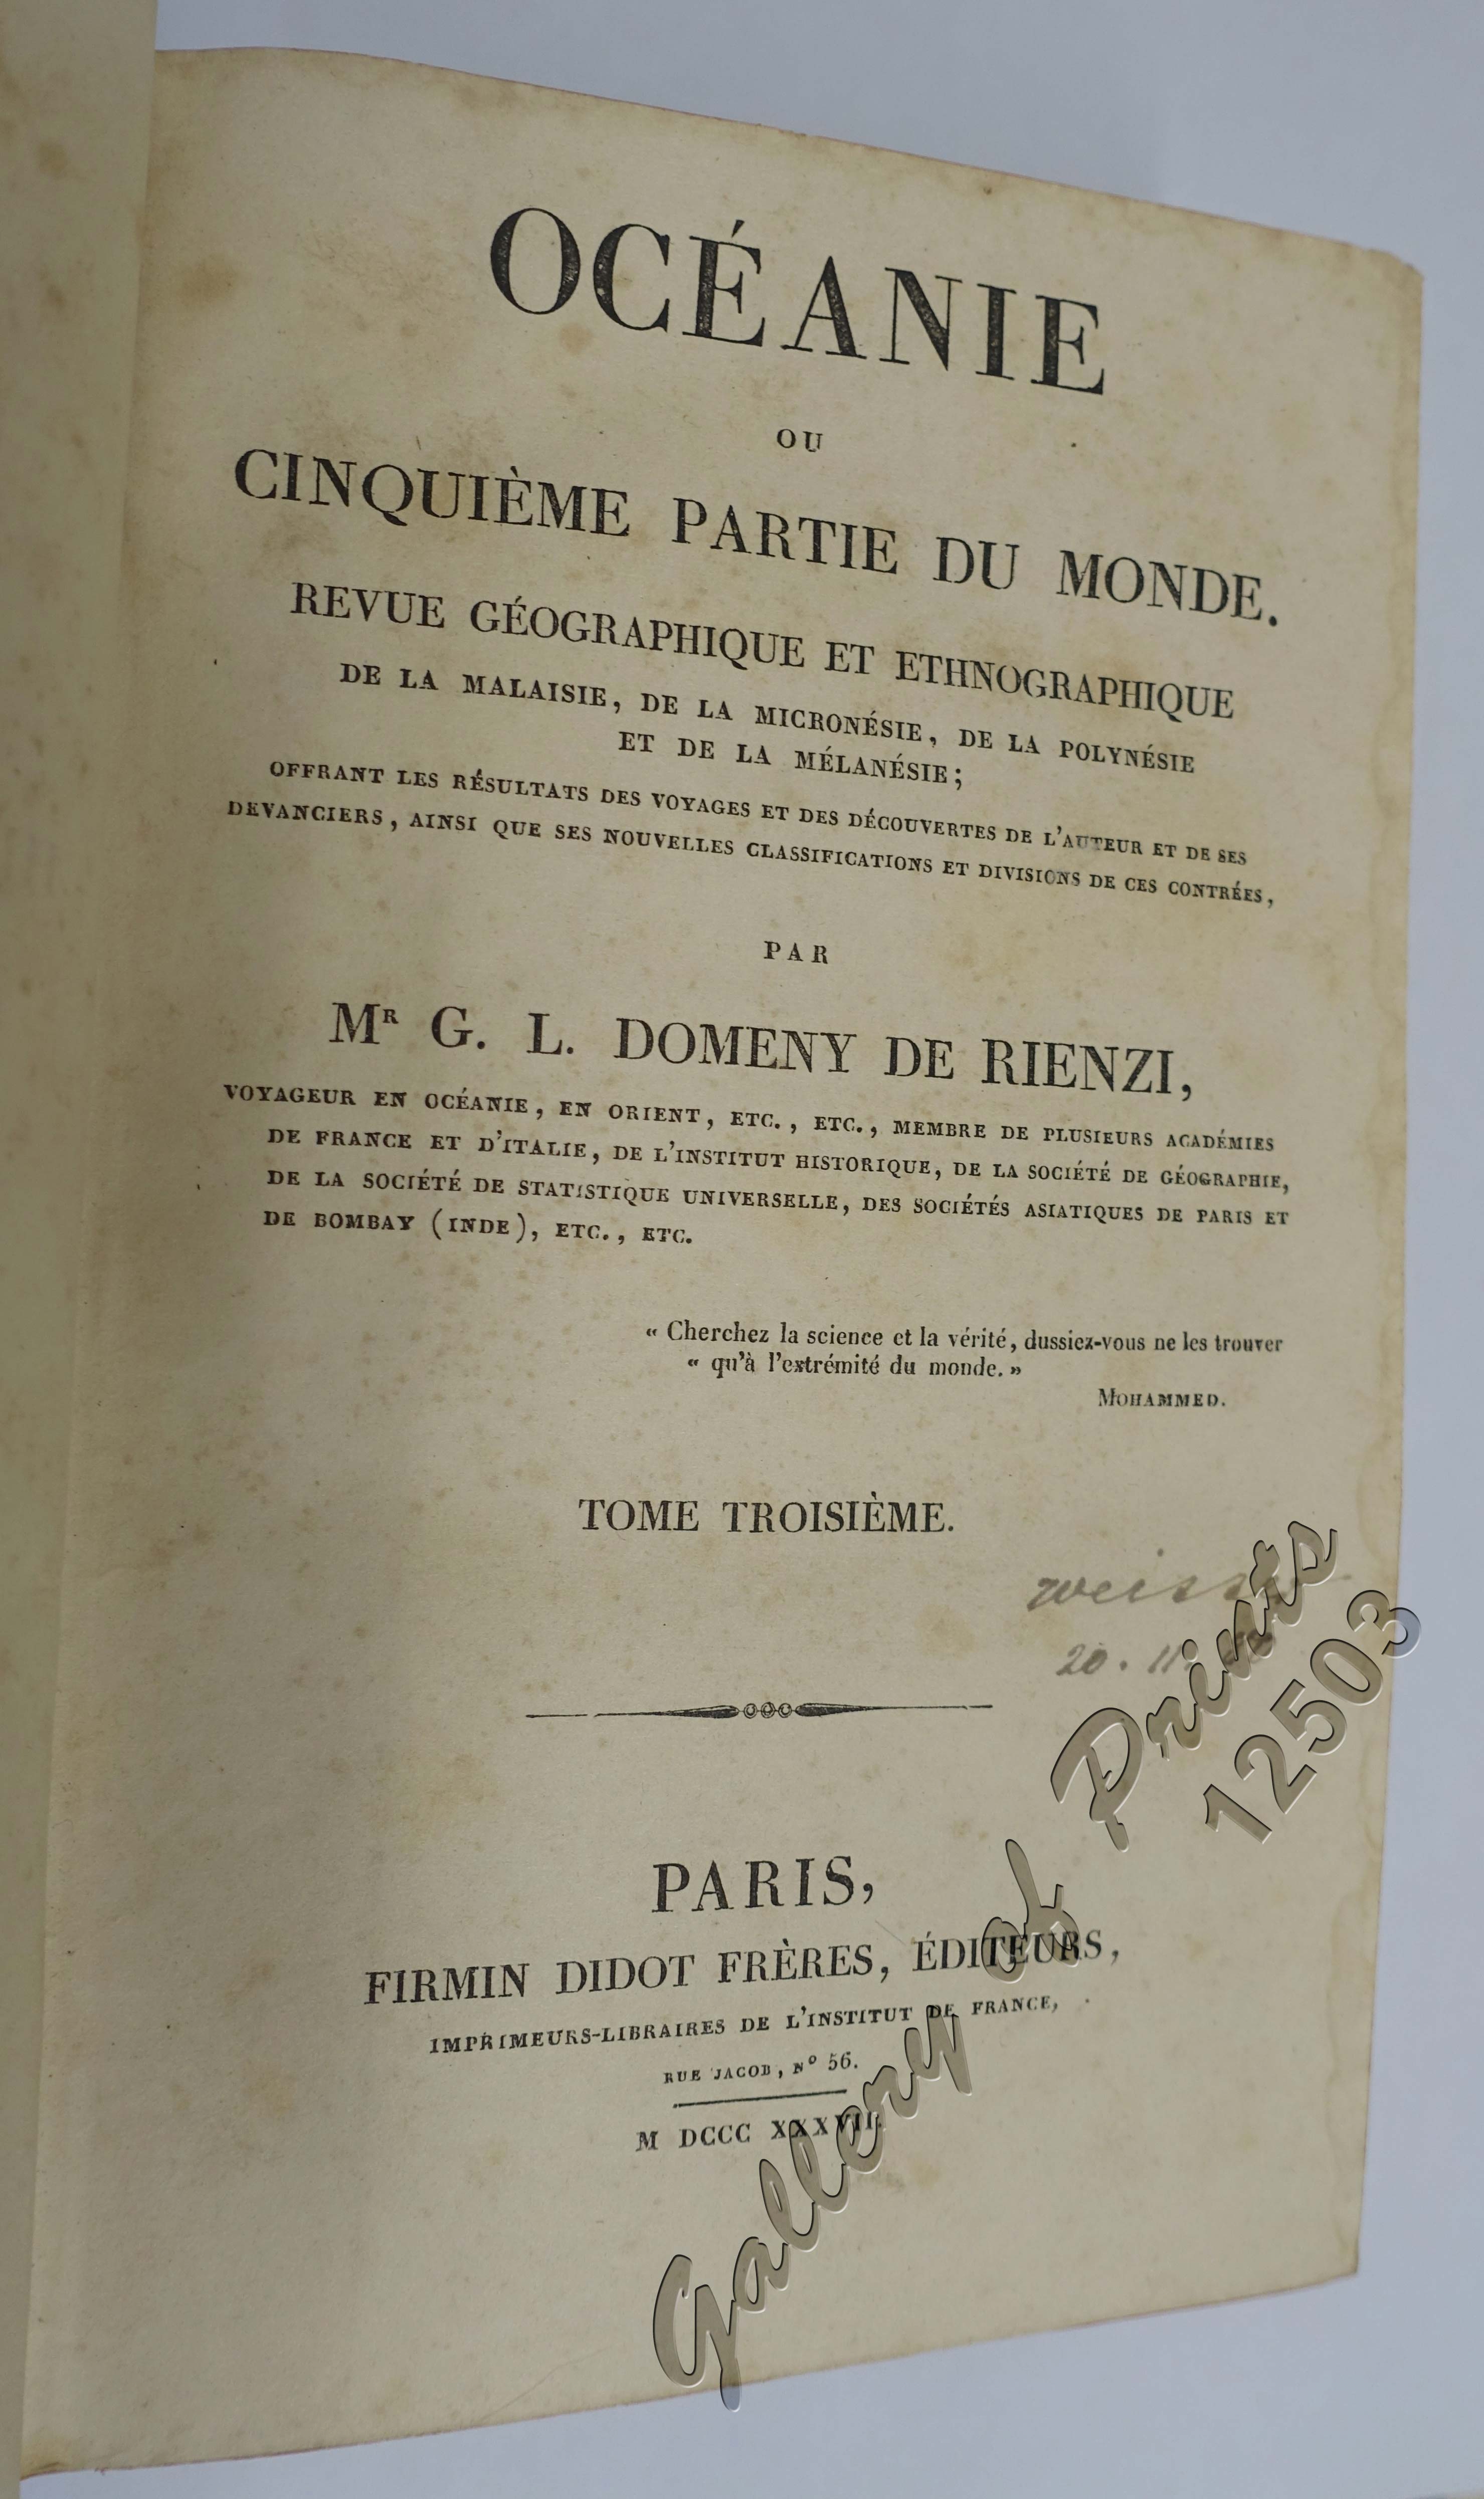 OCÉANIE
OU
CINQUIÈME PARTIE DU MONDE.
REVUE GÉOGRAPHIQUE ET ETHNOGRAPHIQUE
DE LA MALAISIE, DE LA MICRONÉSIE, DE LA POLYNÉSIE
ET DE LA MÉLANÉSIE;
OFFRANT LES RÉSULTATS DES VOYAGES ET DES DÉCOUVERTES DE L'AUTEUR ET DE SES
DEVANCIERS, AINSI QUE SES NOUVELLES CLASSIFICATIONS ET DIVISIONS DE CES CONTRÉES,
PAR
MR G. L. DOMENY DE RIENZI,
VOYAGEUR EN OCÉANIE, EN ORIENT, ETC., ETC., MEMBRE DE PLUSIEURS ACADÉMIES
DE FRANCE ET D'ITALIE, DE L'INSTITUT HISTORIQUE, DE LA SOCIÉTÉ DE GÉOGRAPHIE,
DE LA SOCIÉTÉ DE STATISTIQUE UNIVERSELLE, DES SOCIÉTÉS ASIATIQUES DE PARIS ET
DE BOMBAY (INDE), ETC., ETC.
« Cherchez la science et la vérité, dussiez-vous ne les trouver
« qu'à l'extrémité du monde. »
MOHAMMED.
TOME TROISIÈME.
20. 11.
PARIS,
FIRMIN DIDOT FRÈRES, ÉDITEURS,
IMPRIMEURS-LIBRAIRES DE L'INSTITUT DE FRANCE,
RUE JACOB, No 56.
M DCCC
Gallery of Prints
12503